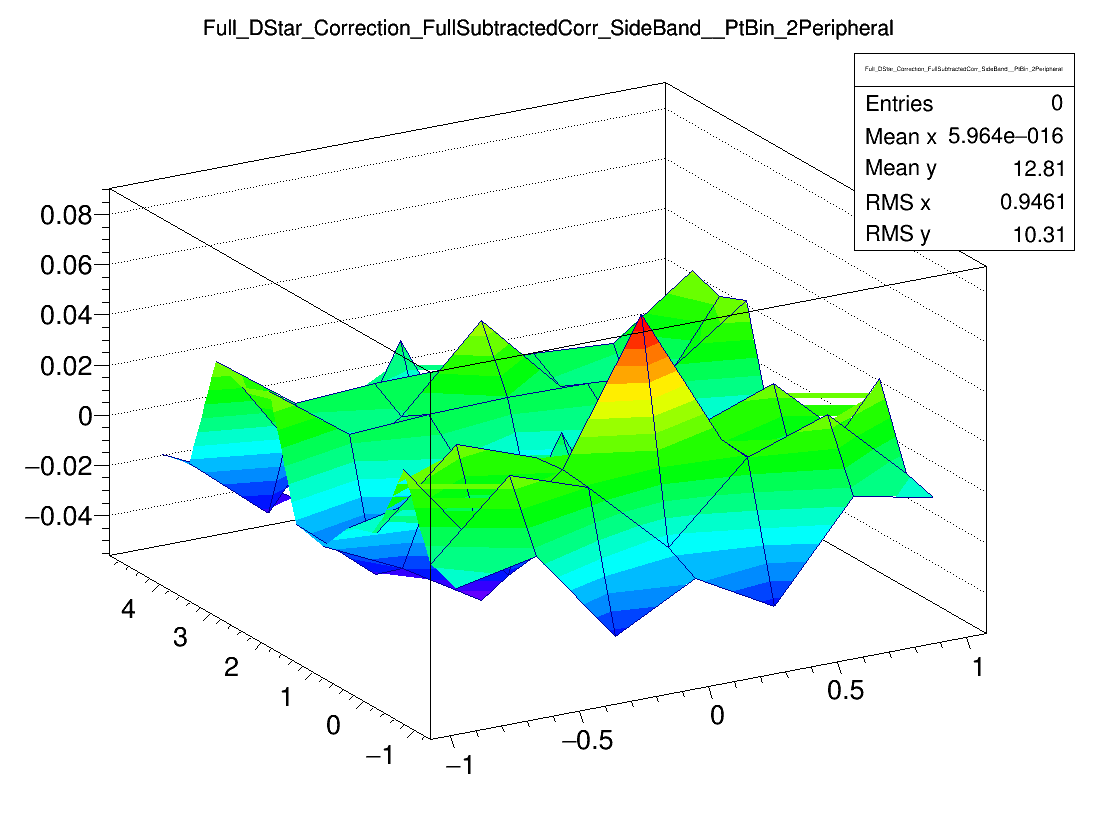 Full_DStar_Correction_FullSubtractedCorr_SideBand__PtBin_2Peripheral
Full_DStar_Correction_FullSubtractedCorr_SideBand__PtBin_2Peripheral
Entries 0
Mean x 5.964e−016
Mean y 12.81
RMS x 0.9461
RMS y 10.31
0.08
0.06
0.04
0.02
0
−0.02
−0.04
4
3
2
1
0
−1
−1
−0.5
0
0.5
1